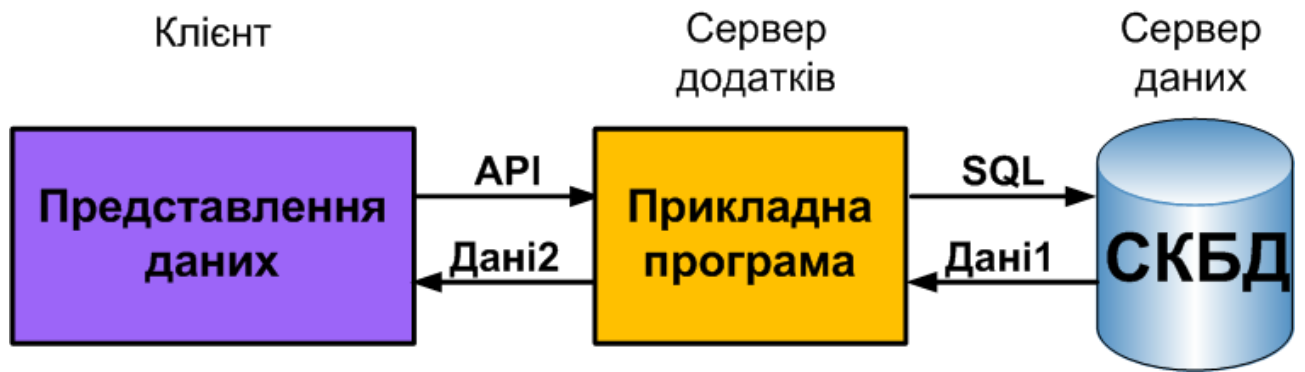 Клієнт
Сервер
додатків
Сервер
даних
Представлення
даних
API
Дані2
Прикладна
програма
SQL
Дані1
СКБД